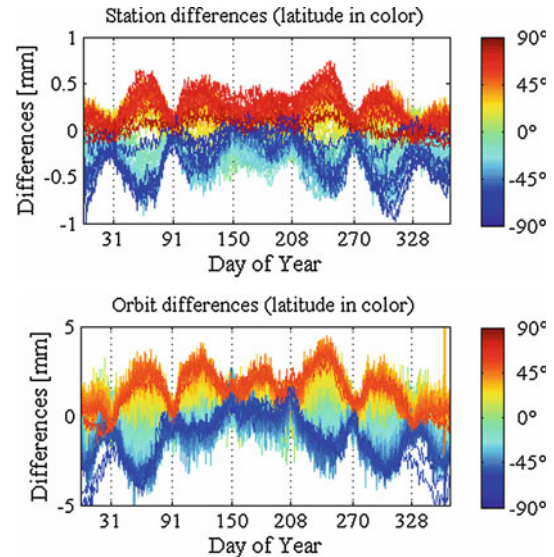 Station differences (latitude in color)
Differences [mm]
1
0.5
0
-0.5
-1
31 91 150 208 270 328
Day of Year
90°
45°
0°
-45°
-90°
Orbit differences (latitude in color)
Differences [mm]
5
0
-5
31 91 150 208 270 328
Day of Year
90°
45°
0°
-45°
-90°